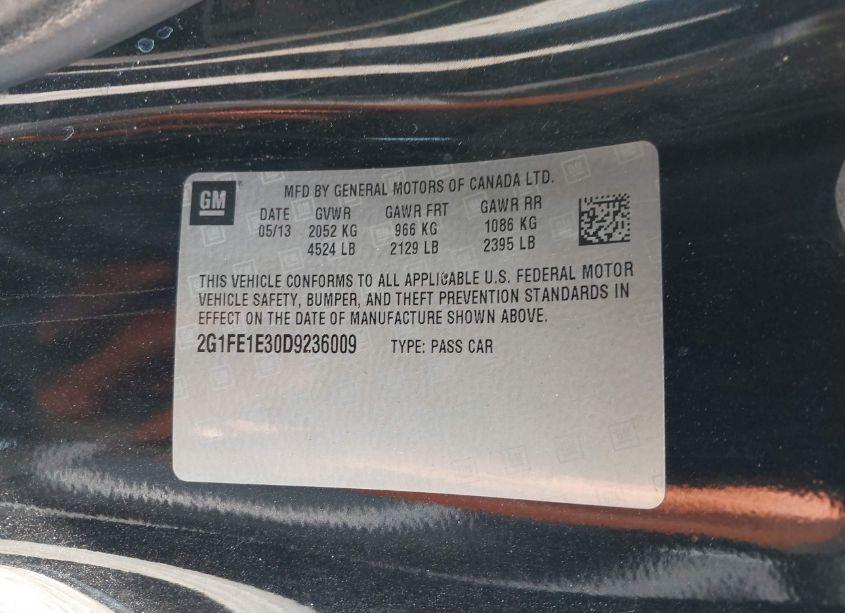 GM
MFD BY GENERAL MOTORS OF CANADA LTD.
DATE GVWR GAWR FRT GAWR RR
05/13 2052 KG 966 KG 1086 KG
4524 LB 2129 LB 2395 LB
THIS VEHICLE CONFORMS TO ALL APPLICABLE U.S. FEDERAL MOTOR
VEHICLE SAFETY, BUMPER, AND THEFT PREVENTION STANDARDS IN
EFFECT ON THE DATE OF MANUFACTURE SHOWN ABOVE.
2G1FE1E30D9236009 TYPE: PASS CAR